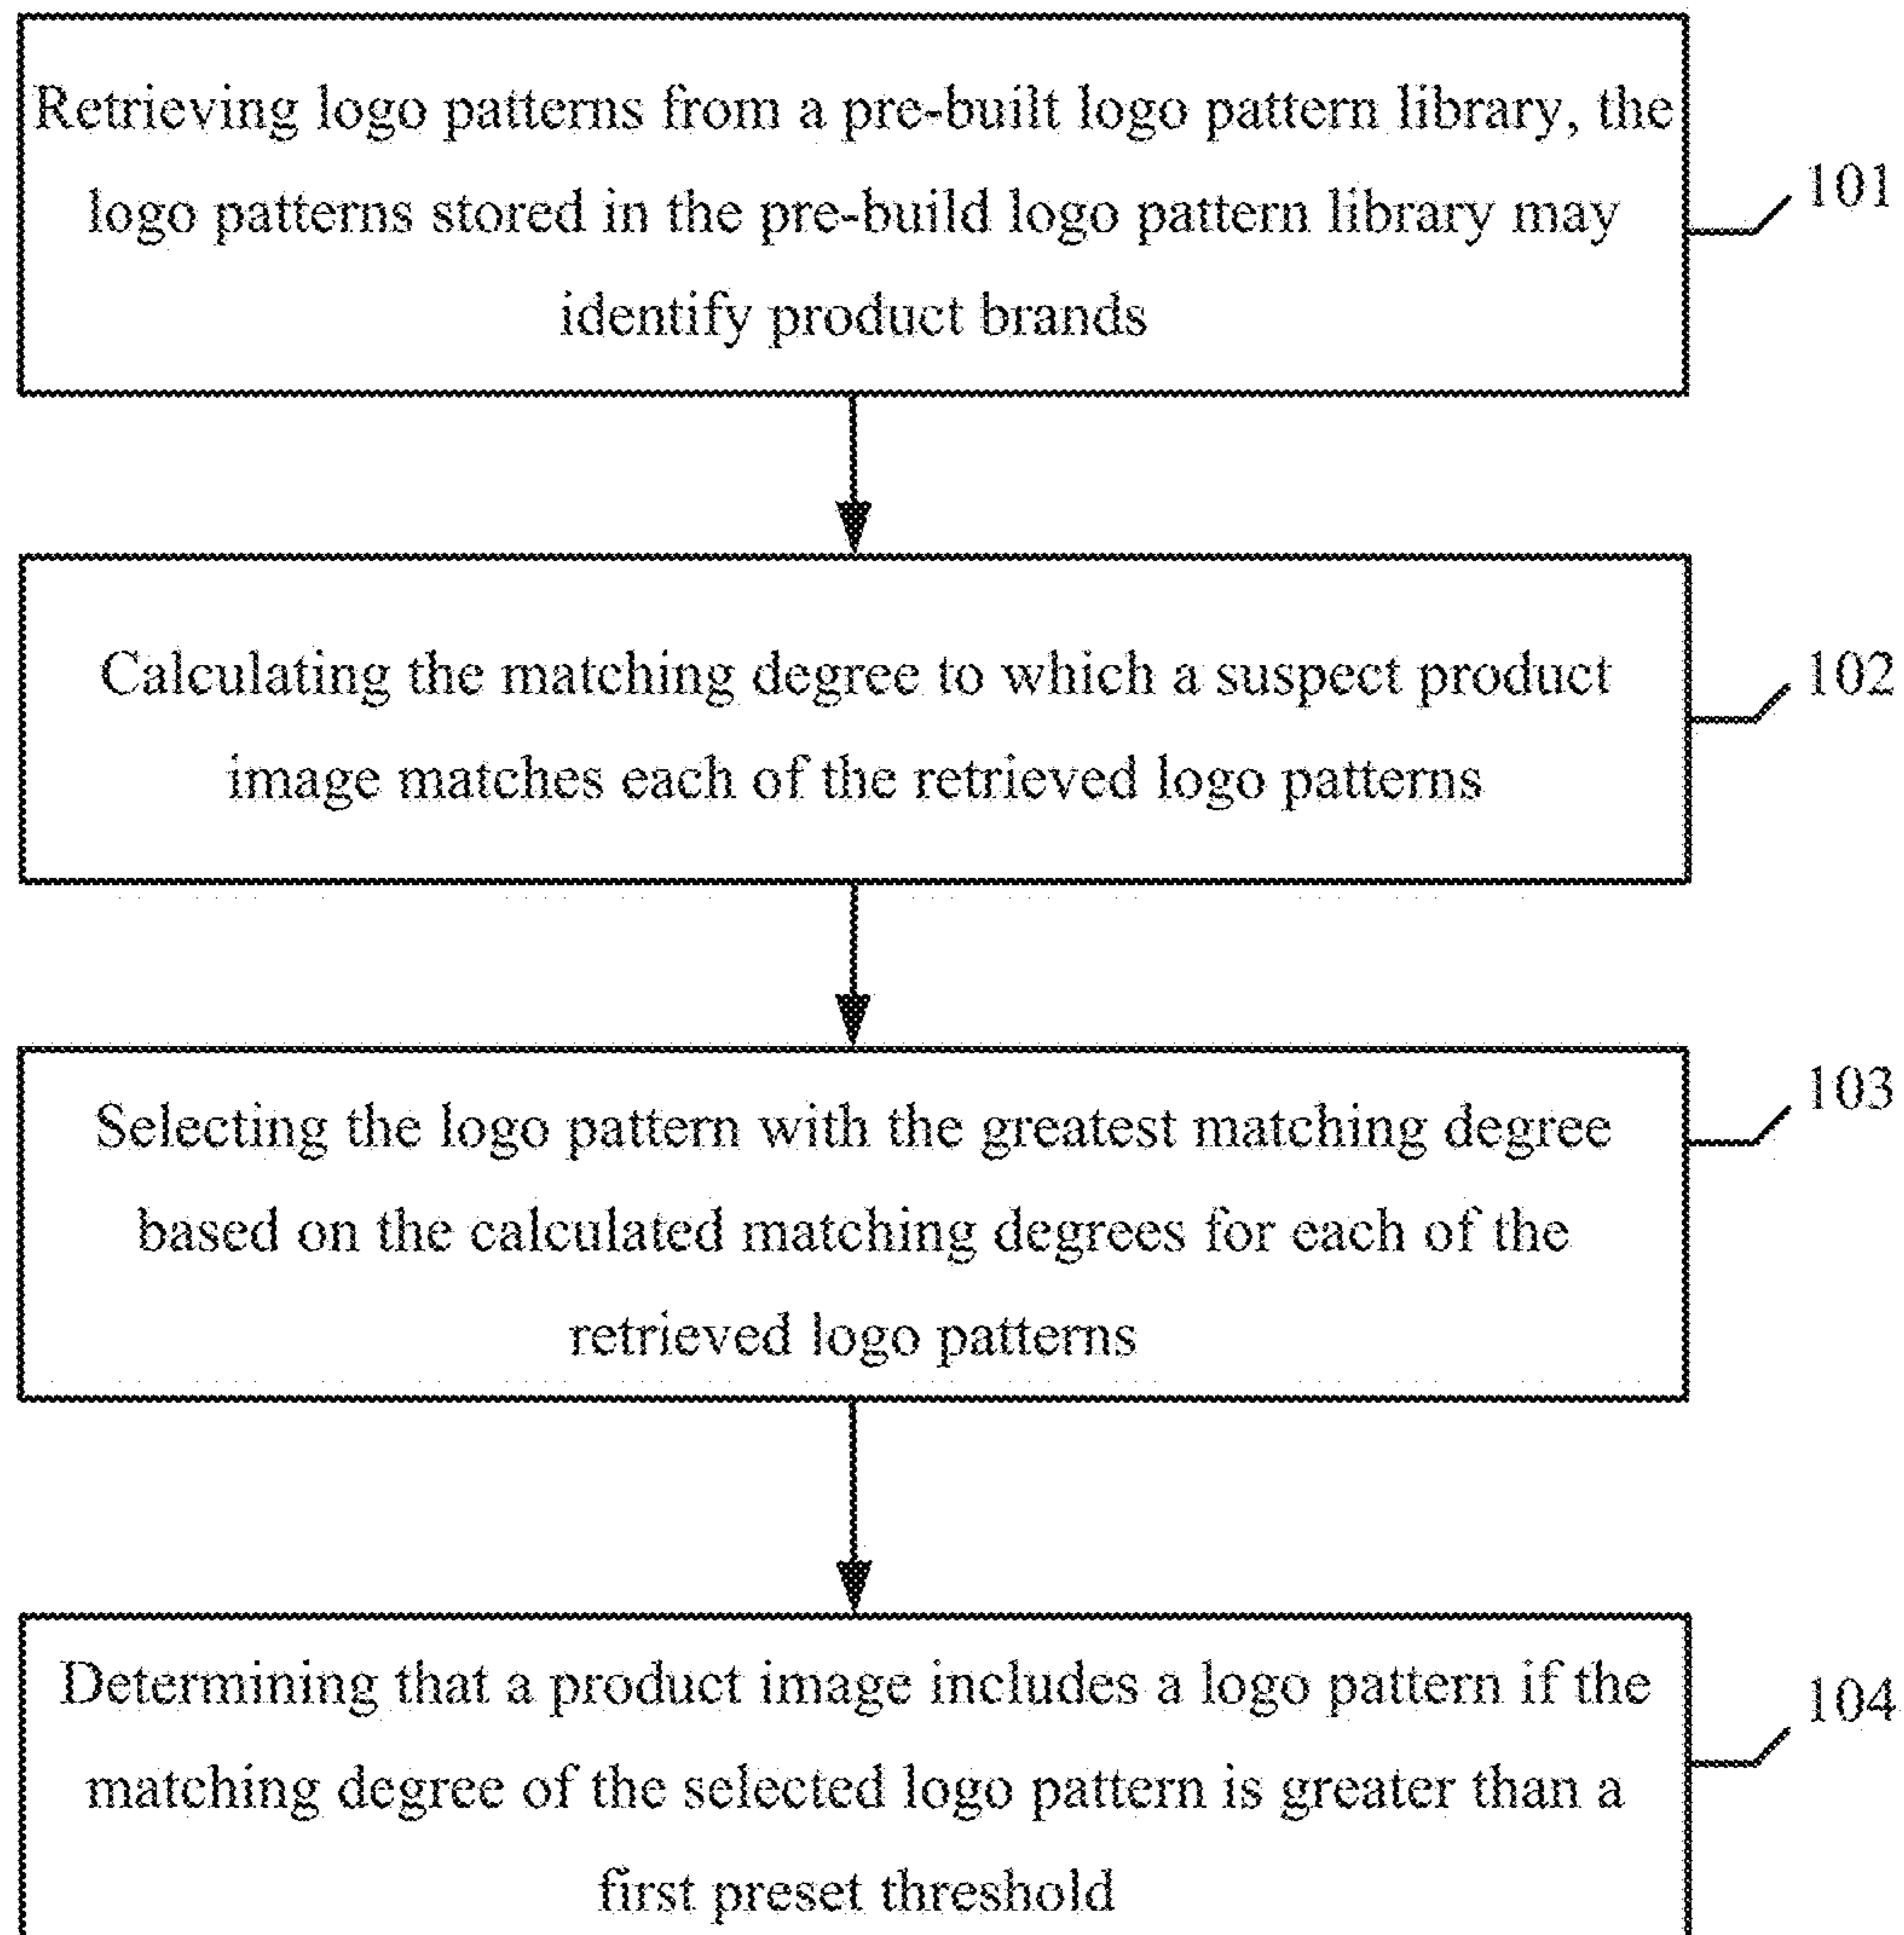 Retrieving logo patterns from a pre-built logo pattern library, the
logo patterns stored in the pre-build logo pattern library may
identify product brands
101
Calculating the matching degree to which a suspect product
image matches each of the retrieved logo patterns
102
Selecting the logo pattern with the greatest matching degree
based on the calculated matching degrees for each of the
retrieved logo patterns
103
Determining that a product image includes a logo pattern if the
matching degree of the selected logo pattern is greater than a
first preset threshold
104